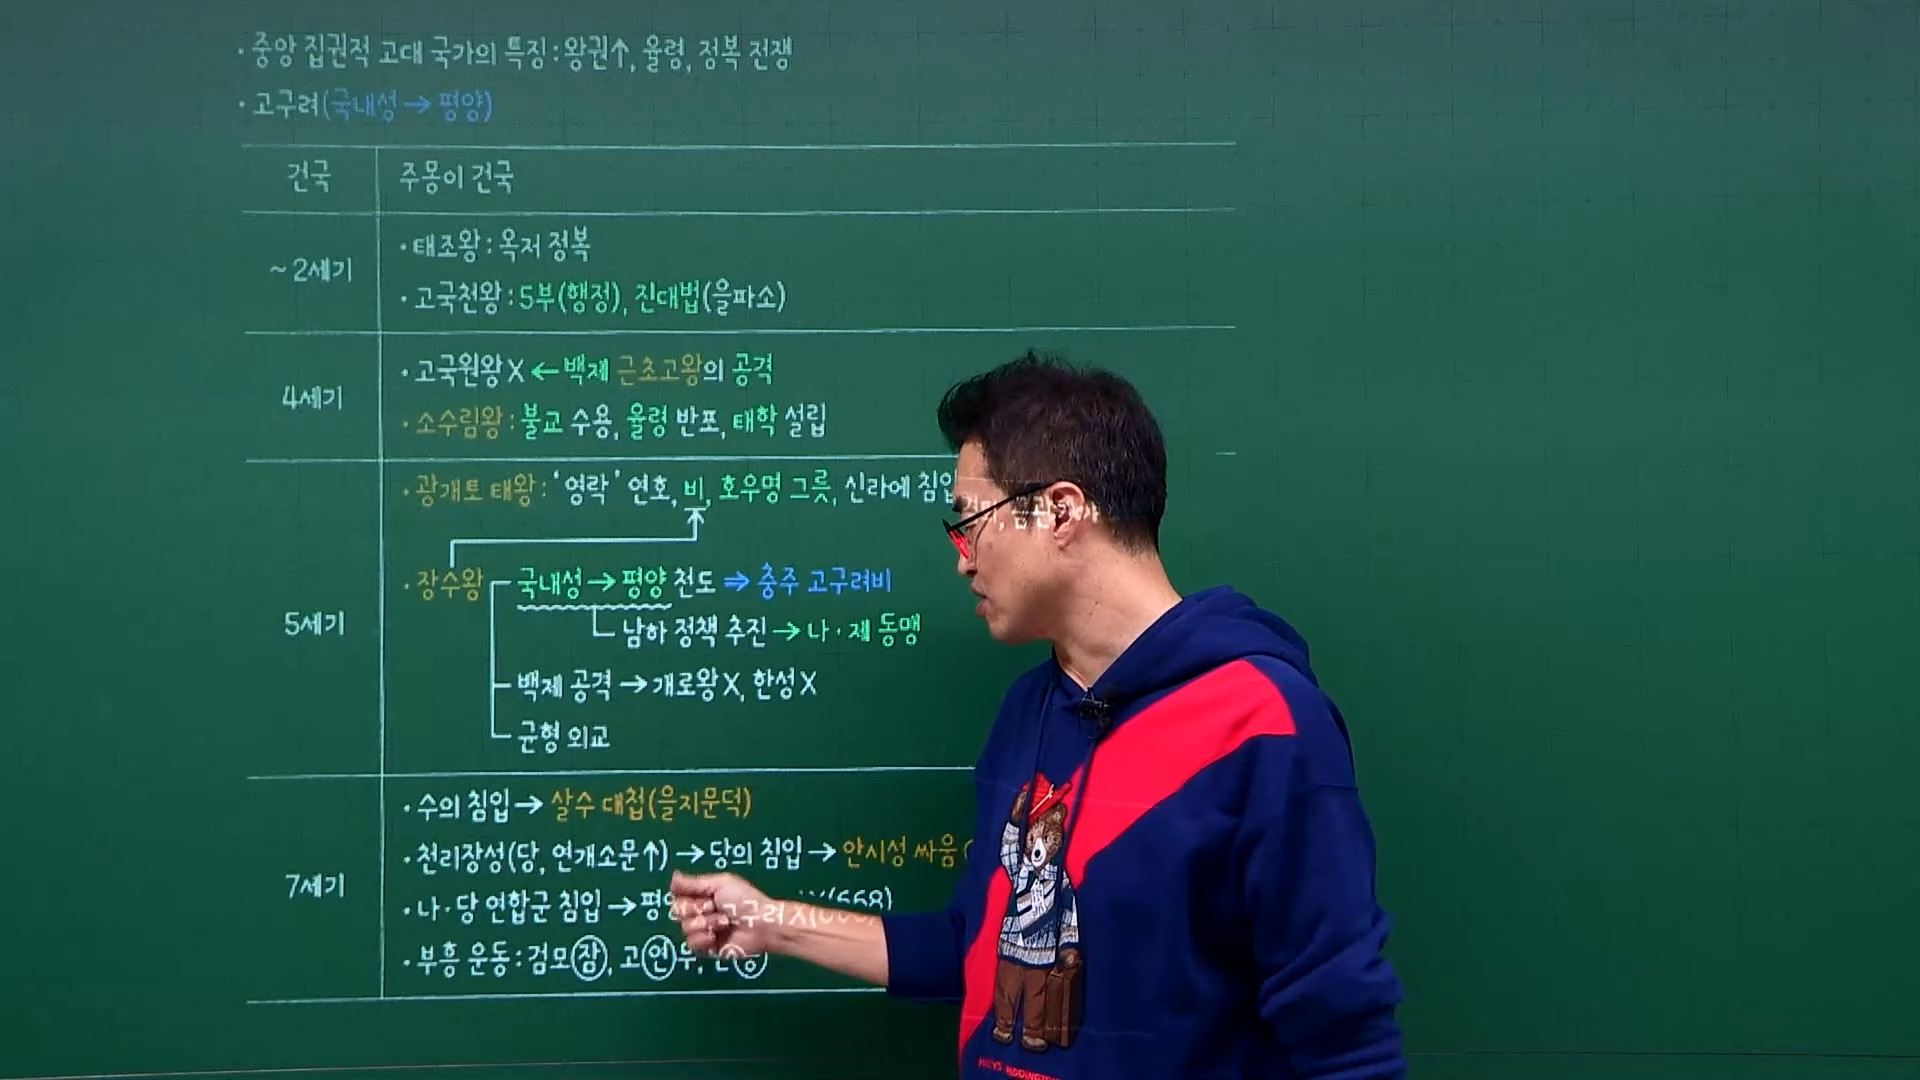 · 중앙 집권적 고대 국가의 특징 : 왕권↑, 율령, 정복 전쟁
· 고구려(국내성 → 평양)
건국 주몽이 건국
~2세기
· 태조왕 : 옥저 정복
· 고국천왕 : 5부(행정), 진대법(을파소)
4세기
· 고국원왕X ← 백제 근초고왕의 공격
· 소수림왕 : 불교 수용, 율령 반포, 태학 설립
5세기
· 광개토 태왕 : '영락' 연호, 비, 호우명 그릇, 신라에 침입
· 장수왕 국내성 → 평양 천도 ⇒ 충주 고구려비
남하 정책 추진 → 나·제 동맹
백제 공격 → 개로왕X, 한성X
균형 외교
7세기
· 수의 침입 → 살수 대첩(을지문덕)
· 천리장성(당, 연개소문↑) → 당의 침입 → 안시성 싸움(
· 나·당 연합군 침입 → 고구려X(668)
· 부흥 운동 : 검모잠, 고연무,